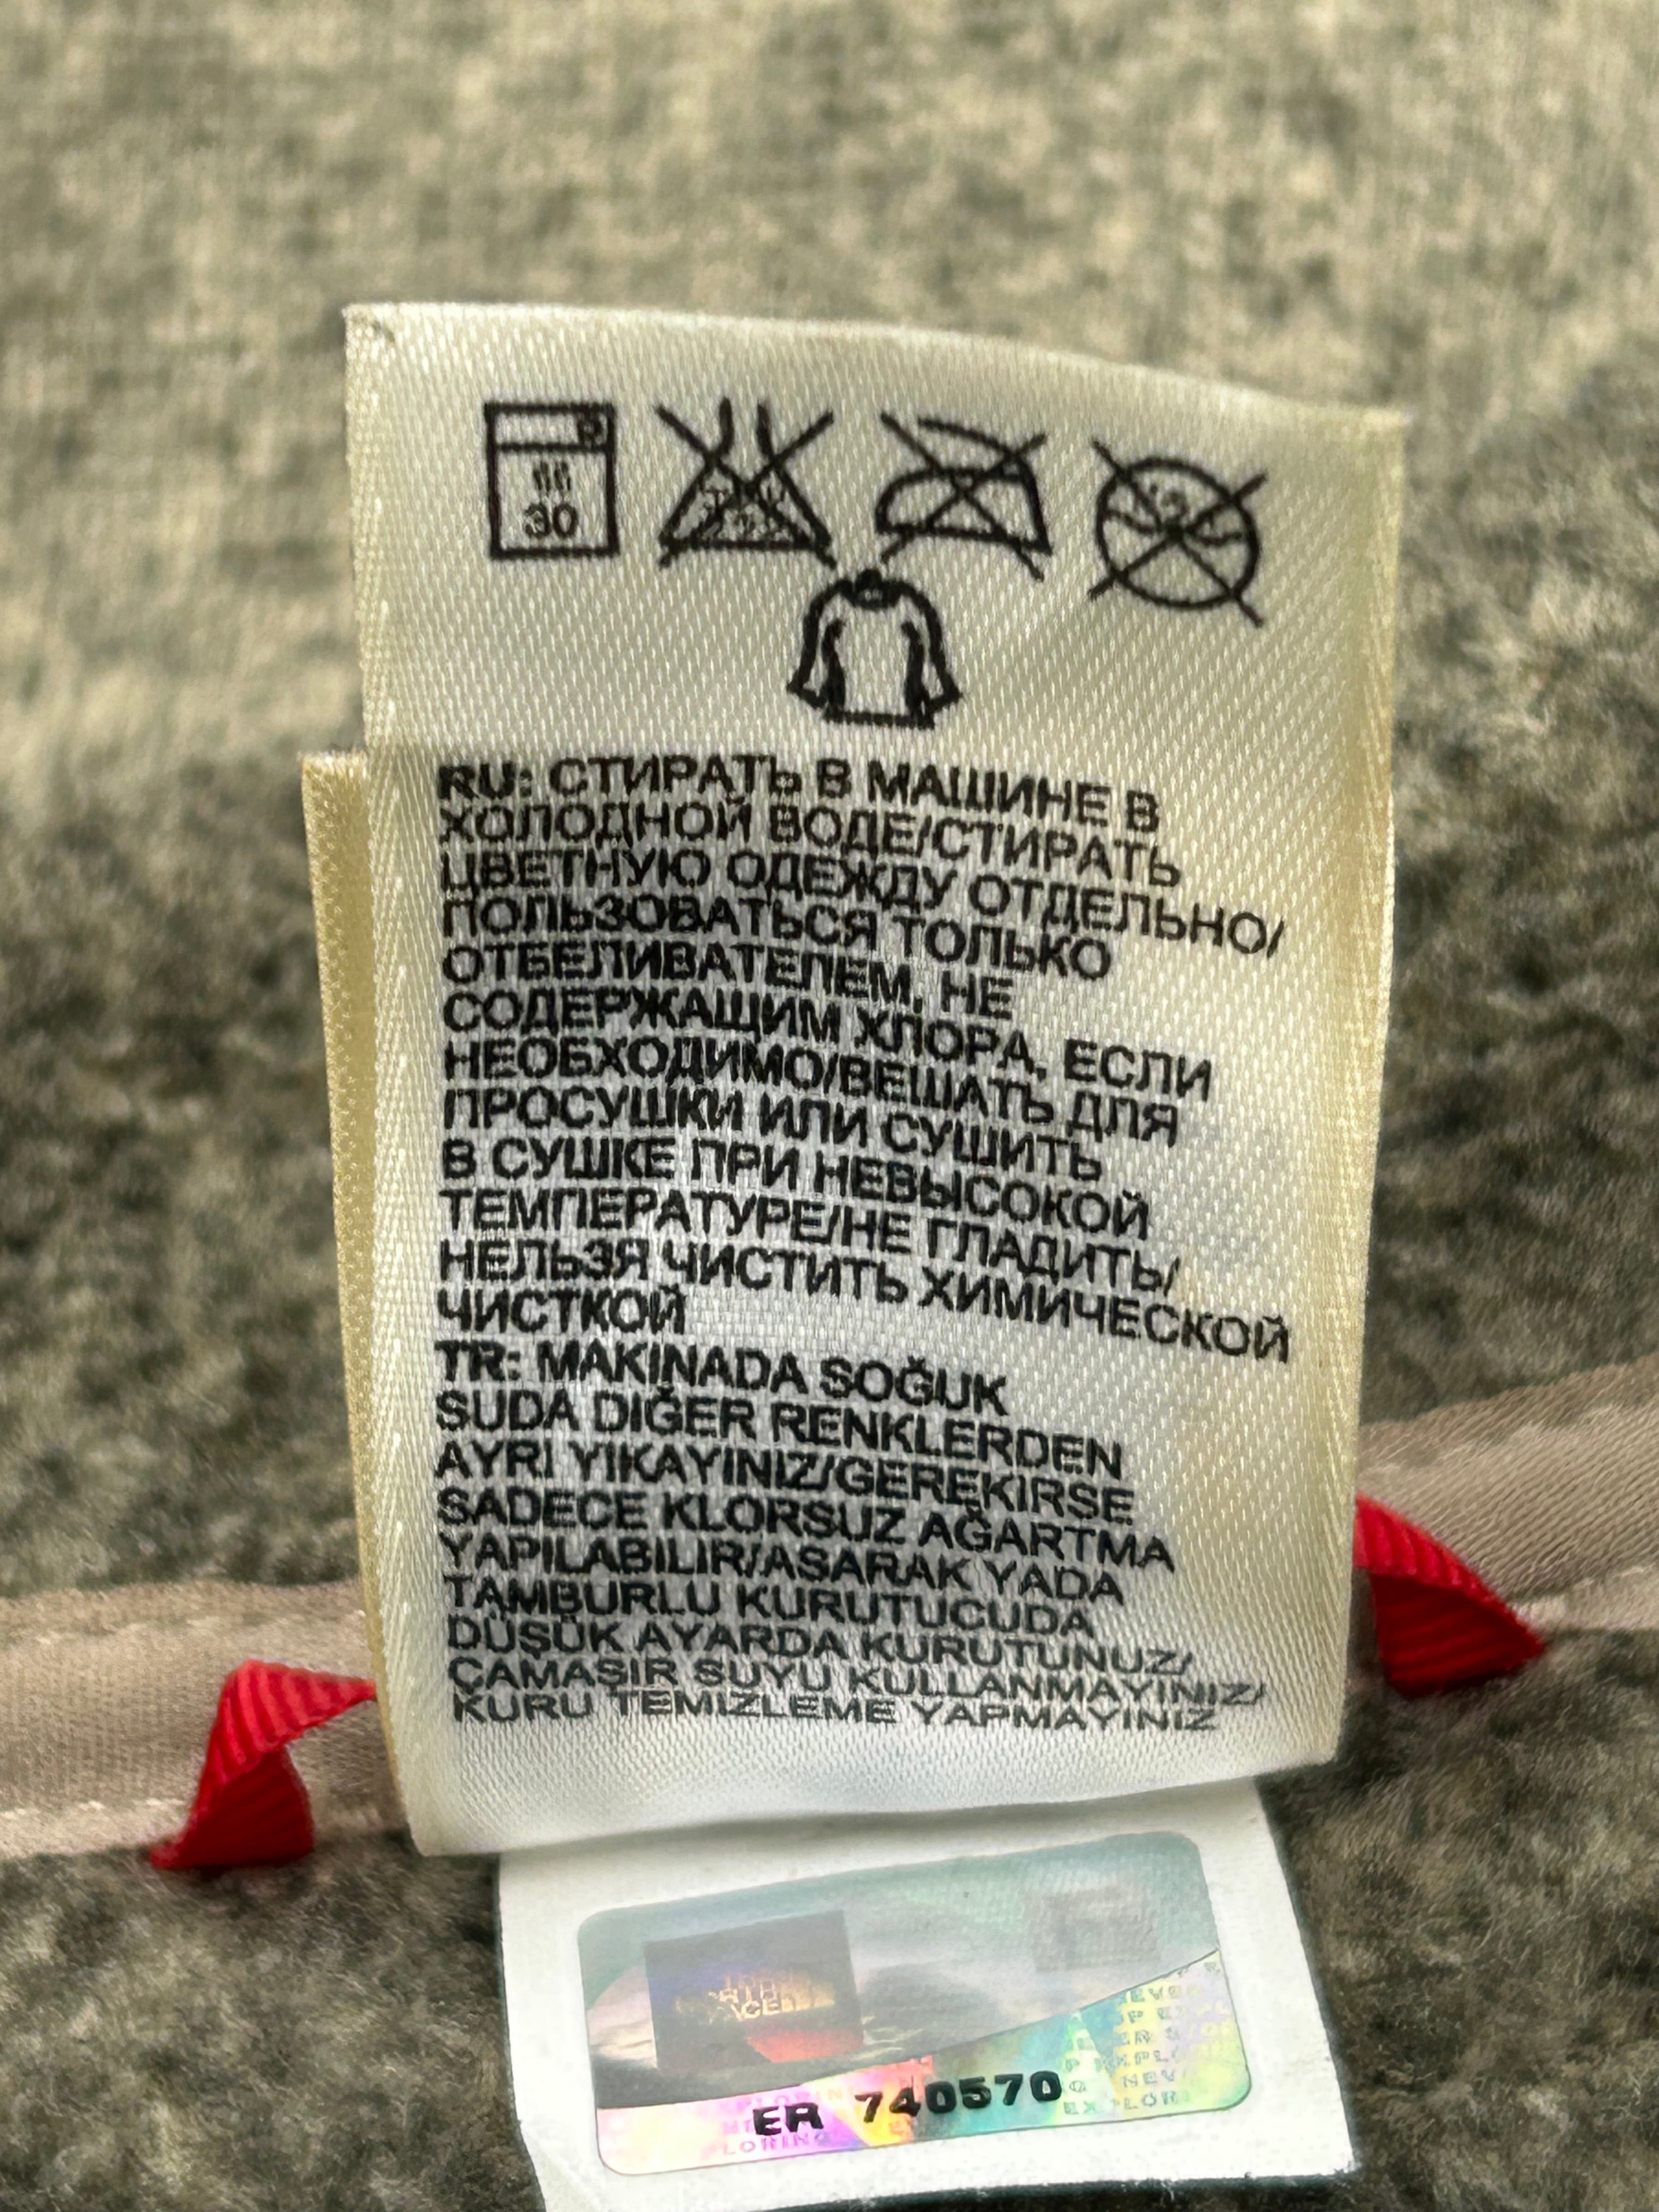 30
RU: СТИРАТЬ В МАШИНЕ В
ХОЛОДНОЙ ВОДЕ/СТИРАТЬ
ЦВЕТНУЮ ОДЕЖДУ ОТДЕЛЬНО/
ПОЛЬЗОВАТЬСЯ ТОЛЬКО
ОТБЕЛИВАТЕЛЕМ, НЕ
СОДЕРЖАЩИМ ХЛОРА, ЕСЛИ
НЕОБХОДИМО/ВЕШАТЬ ДЛЯ
ПРОСУШКИ ИЛИ СУШИТЬ
В СУШКЕ ПРИ НЕВЫСОКОЙ
ТЕМПЕРАТУРЕ/НЕ ГЛАДИТЬ/
НЕЛЬЗЯ ЧИСТИТЬ ХИМИЧЕСКОЙ
ЧИСТКОЙ
TR: MAKINADA SOĞUK
SUDA DIĞER RENKLERDEN
AYRI YIKAYINIZ/GEREKIRSE
SADECE KLORSUZ AĞARTMA
YAPILABILIR/ASARAK YADA
TAMBURLU KURUTUCUDA
DÜŞÜK AYARDA KURUTUNUZ/
ÇAMAŞIR SUYU KULLANMAYINIZ/
KURU TEMIZLEME YAPMAYINIZ
NORTH
FACE
ER 740570